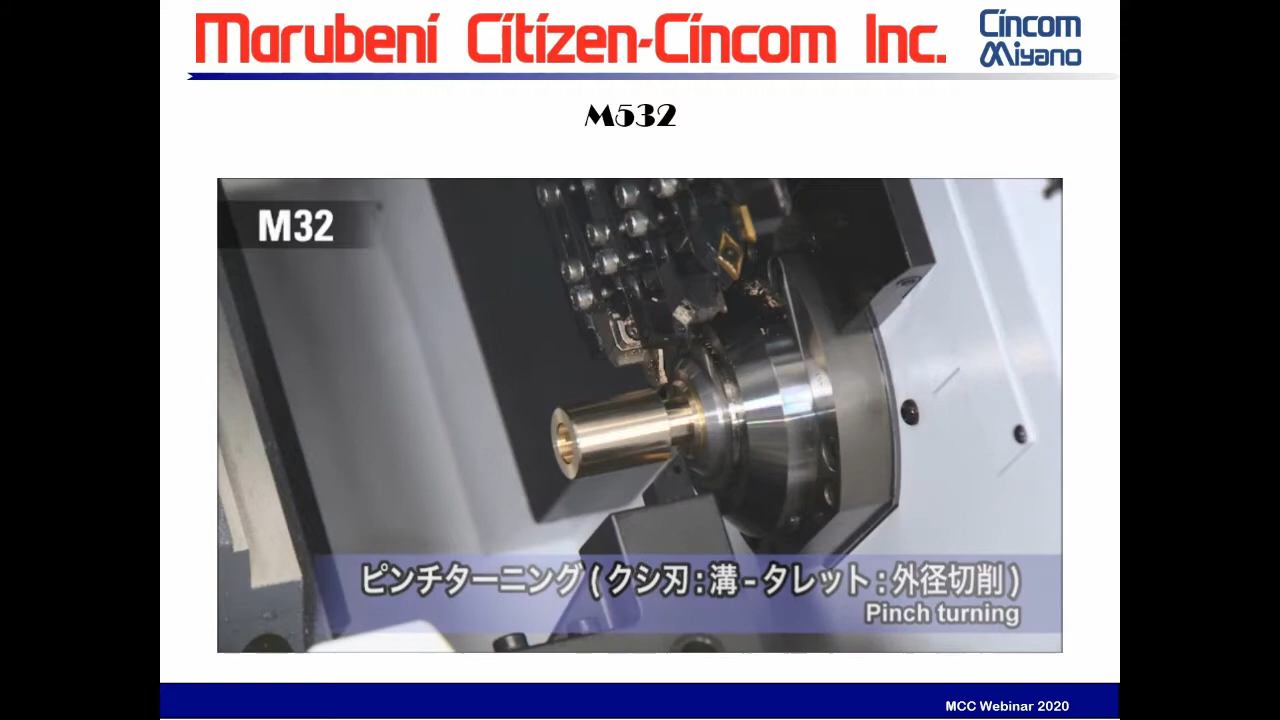 Marubeni Citizen-Cincom Inc.
Cincom
Miyano
M532
M32
ピンチターニング ( クシ刃 : 溝 - タレット : 外径切削 )
Pinch turning
MCC Webinar 2020